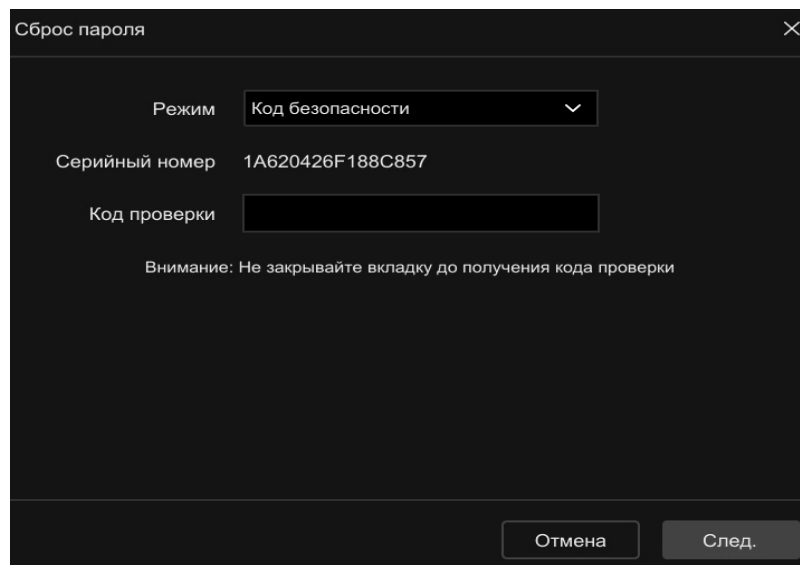 Сброс пароля
Режим Код безопасности
Серийный номер 1A620426F188C857
Код проверки
Внимание: Не закрывайте вкладку до получения кода проверки
Отмена След.